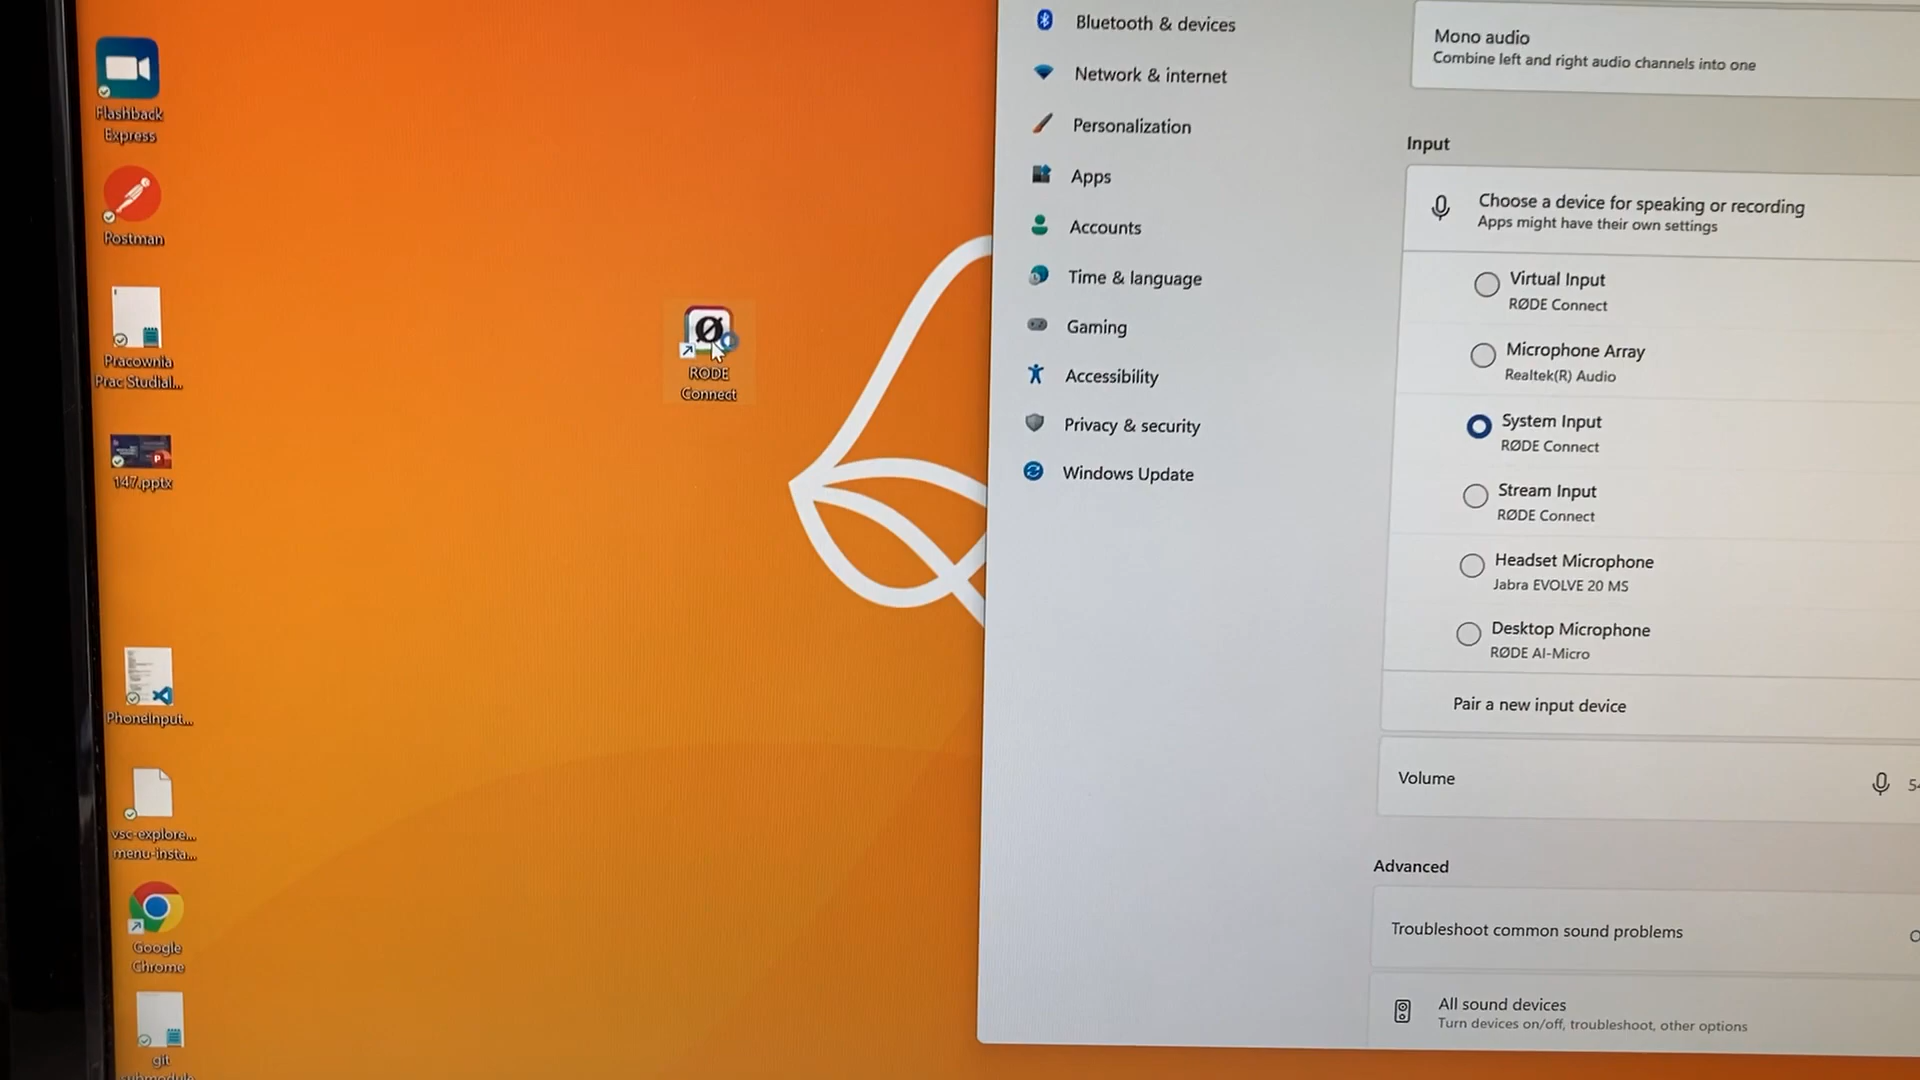 Flashback
Express
Postman
Pracownia
Prac Studial...
147.pptx
PhoneInput...
vsc-explore...
menu-insta...
Google
Chrome
git
submodule
Ø
RODE
Connect
Bluetooth & devices
Network & internet
Personalization
Apps
Accounts
Time & language
Gaming
Accessibility
Privacy & security
Windows Update
Mono audio
Combine left and right audio channels into one
Input
Choose a device for speaking or recording
Apps might have their own settings
Virtual Input
RØDE Connect
Microphone Array
Realtek(R) Audio
System Input
RØDE Connect
Stream Input
RØDE Connect
Headset Microphone
Jabra EVOLVE 20 MS
Desktop Microphone
RØDE AI-Micro
Pair a new input device
Volume
Advanced
Troubleshoot common sound problems
All sound devices
Turn devices on/off, troubleshoot, other options